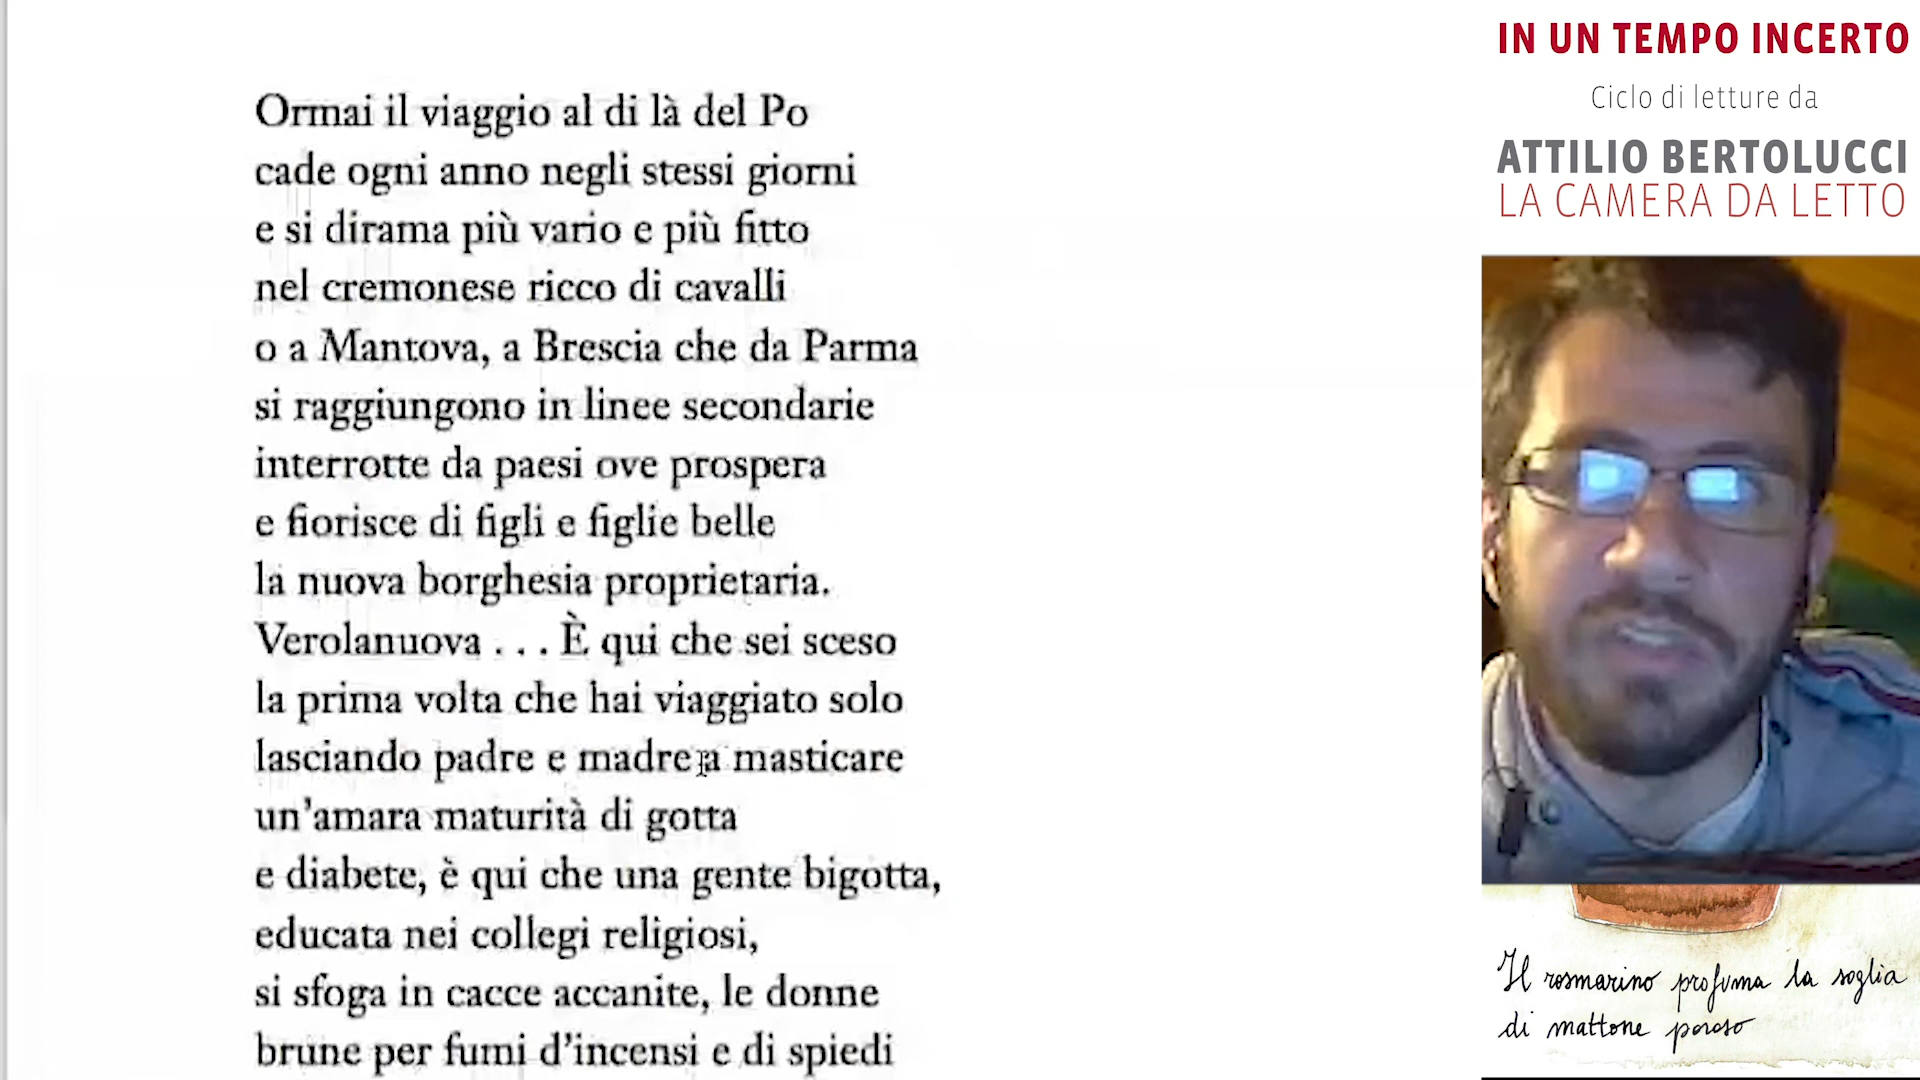 Ormai il viaggio al di là del Po
cade ogni anno negli stessi giorni
e si dirama più vario e più fitto
nel cremonese ricco di cavalli
o a Mantova, a Brescia che da Parma
si raggiungono in linee secondarie
interrotte da paesi ove prospera
e fiorisce di figli e figlie belle
la nuova borghesia proprietaria.
Verolanuova . . . È qui che sei sceso
la prima volta che hai viaggiato solo
lasciando padre e madre a masticare
un'amara maturità di gotta
e diabete, è qui che una gente bigotta,
educata nei collegi religiosi,
si sfoga in cacce accanite, le donne
brune per fumi d'incensi e di spiedi
IN UN TEMPO INCERTO
Ciclo di letture da
ATTILIO BERTOLUCCI
LA CAMERA DA LETTO
Il rosmarino profuma la soglia
di mattone poroso